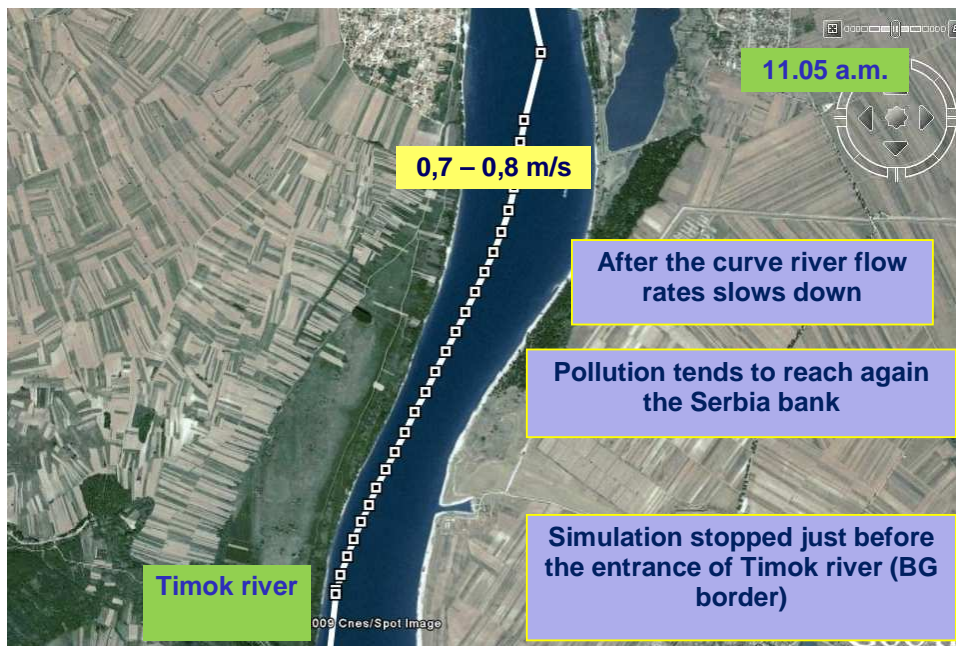 11.05 a.m.
0,7 – 0,8 m/s
After the curve river flow
rates slows down
Pollution tends to reach again
the Serbia bank
Simulation stopped just before
the entrance of Timok river (BG
border)
Timok river
009 Cnes/Spot Image